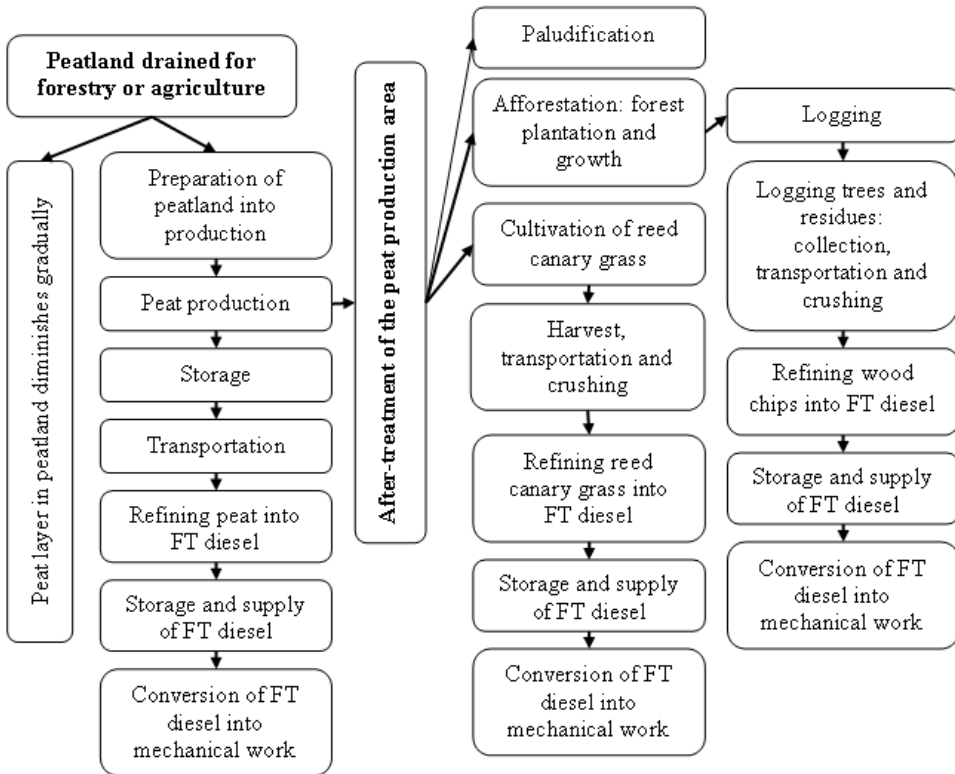 Peatland drained for
forestry or agriculture
Peat layer in peatland diminishes gradually
Preparation of
peatland into
production
Peat production
Storage
Transportation
Refining peat into
FT diesel
Storage and supply
of FT diesel
Conversion of FT
diesel into
mechanical work
After-treatment of the peat production area
Paludification
Afforestation: forest
plantation and
growth
Cultivation of reed
canary grass
Harvest,
transportation and
crushing
Refining reed
canary grass into
FT diesel
Storage and supply
of FT diesel
Conversion of FT
diesel into
mechanical work
Logging
Logging trees and
residues:
collection,
transportation and
crushing
Refining wood
chips into FT diesel
Storage and supply
of FT diesel
Conversion of FT
diesel into
mechanical work